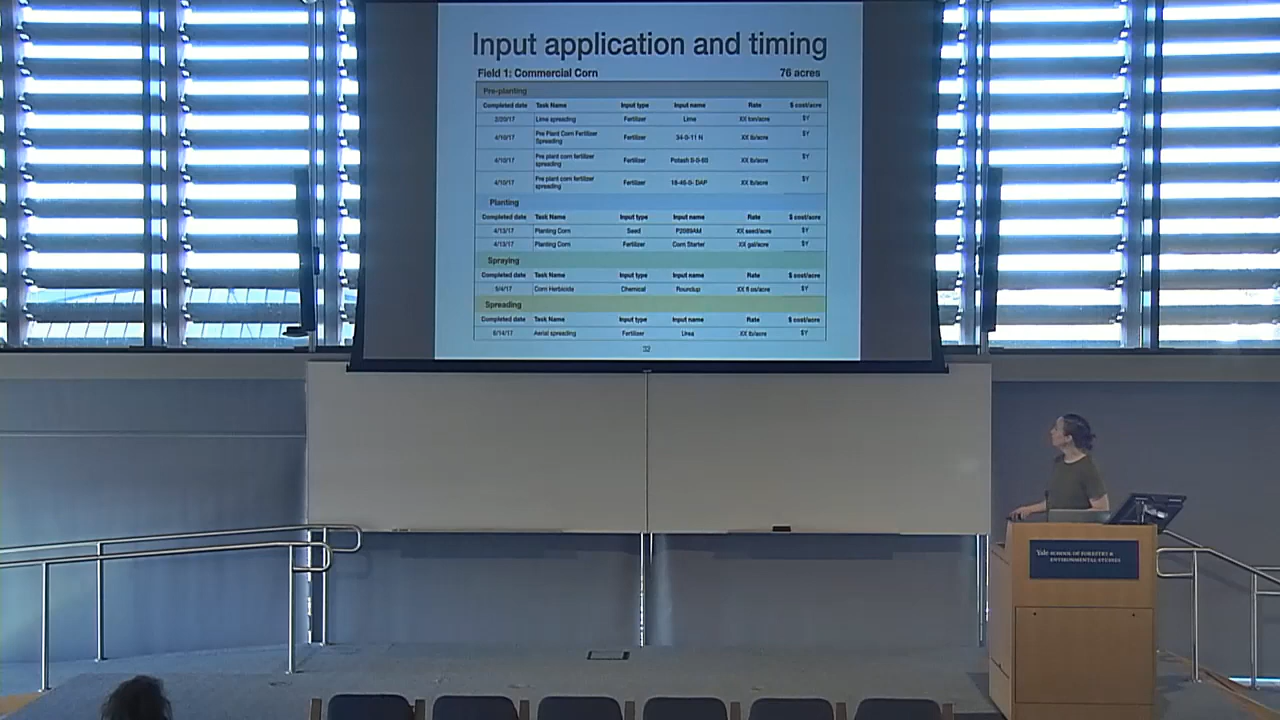 Input application and timing
Field 1: Commercial Corn 76 acres
Pre-planting
Completed date Task Name Input type Input name Rate $ cost/acre
2/20/17 Lime spreading Fertilizer Lime XX ton/acre $Y
4/10/17 Pre Plant Corn Fertilizer Spreading Fertilizer 34-0-11 N XX lb/acre $Y
4/10/17 Pre plant corn fertilizer spreading Fertilizer Potash 0-0-60 XX lb/acre $Y
4/10/17 Pre plant corn fertilizer spreading Fertilizer 18-46-0- DAP XX lb/acre $Y
Planting
Completed date Task Name Input type Input name Rate $ cost/acre
4/13/17 Planting Corn Seed P2089AM XX seed/acre $Y
4/13/17 Planting Corn Fertilizer Corn Starter XX gal/acre $Y
Spraying
Completed date Task Name Input type Input name Rate $ cost/acre
5/4/17 Corn Herbicide Chemical Roundup XX fl oz/acre $Y
Spreading
Completed date Task Name Input type Input name Rate $ cost/acre
6/14/17 Aerial spreading Fertilizer Urea XX lb/acre $Y
32
Yale SCHOOL OF FORESTRY &
ENVIRONMENTAL STUDIES